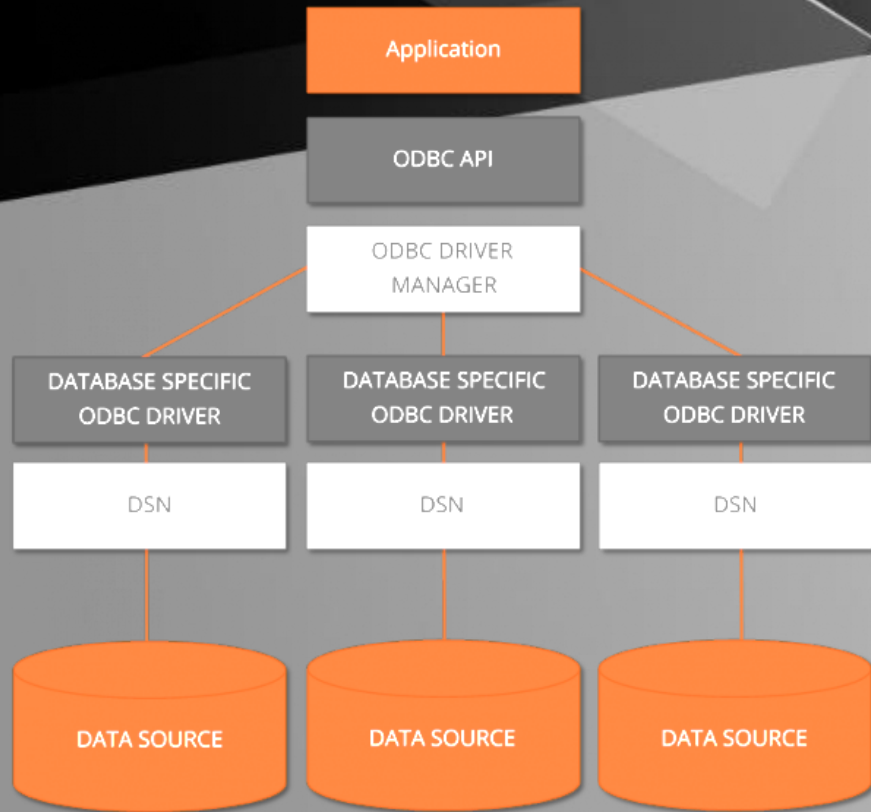 Application
ODBC API
ODBC DRIVER
MANAGER
DATABASE SPECIFIC
ODBC DRIVER
DATABASE SPECIFIC
ODBC DRIVER
DATABASE SPECIFIC
ODBC DRIVER
DSN
DSN
DSN
DATA SOURCE
DATA SOURCE
DATA SOURCE